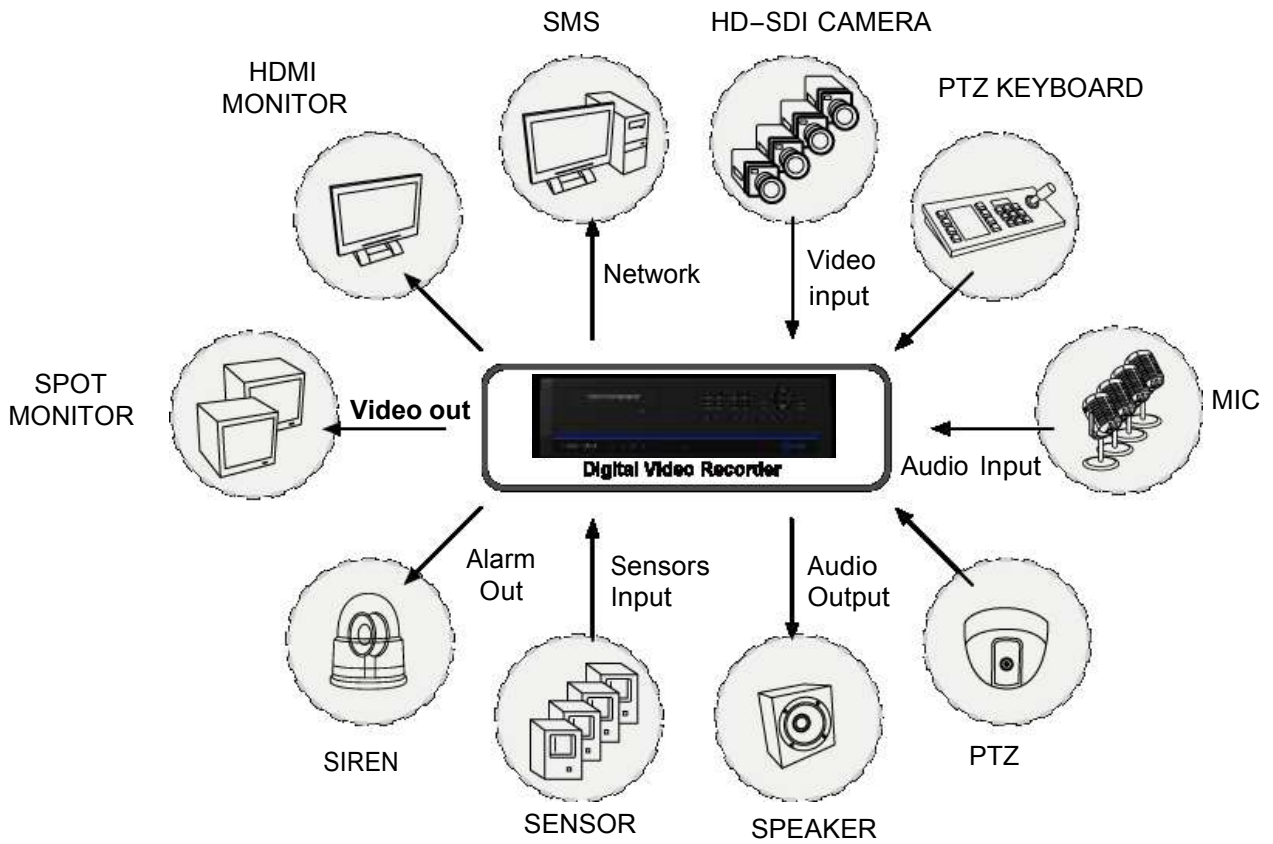 SMS
HD–SDI CAMERA
HDMI
MONITOR
PTZ KEYBOARD
Network
Video
input
SPOT
MONITOR
Video out
MIC
Audio Input
Digital Video Recorder
Alarm
Out
Sensors
Input
Audio
Output
SIREN
PTZ
SENSOR
SPEAKER